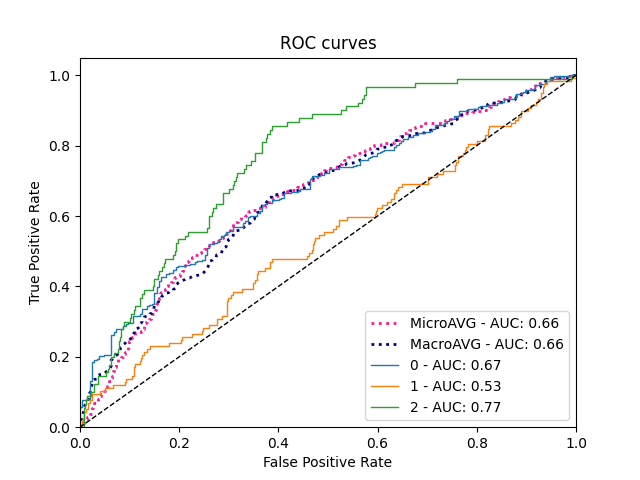 ROC curves
True Positive Rate
1.0
0.8
0.6
0.4
0.2
0.0
MicroAVG - AUC: 0.66
MacroAVG - AUC: 0.66
0 - AUC: 0.67
1 - AUC: 0.53
2 - AUC: 0.77
0.0 0.2 0.4 0.6 0.8 1.0
False Positive Rate